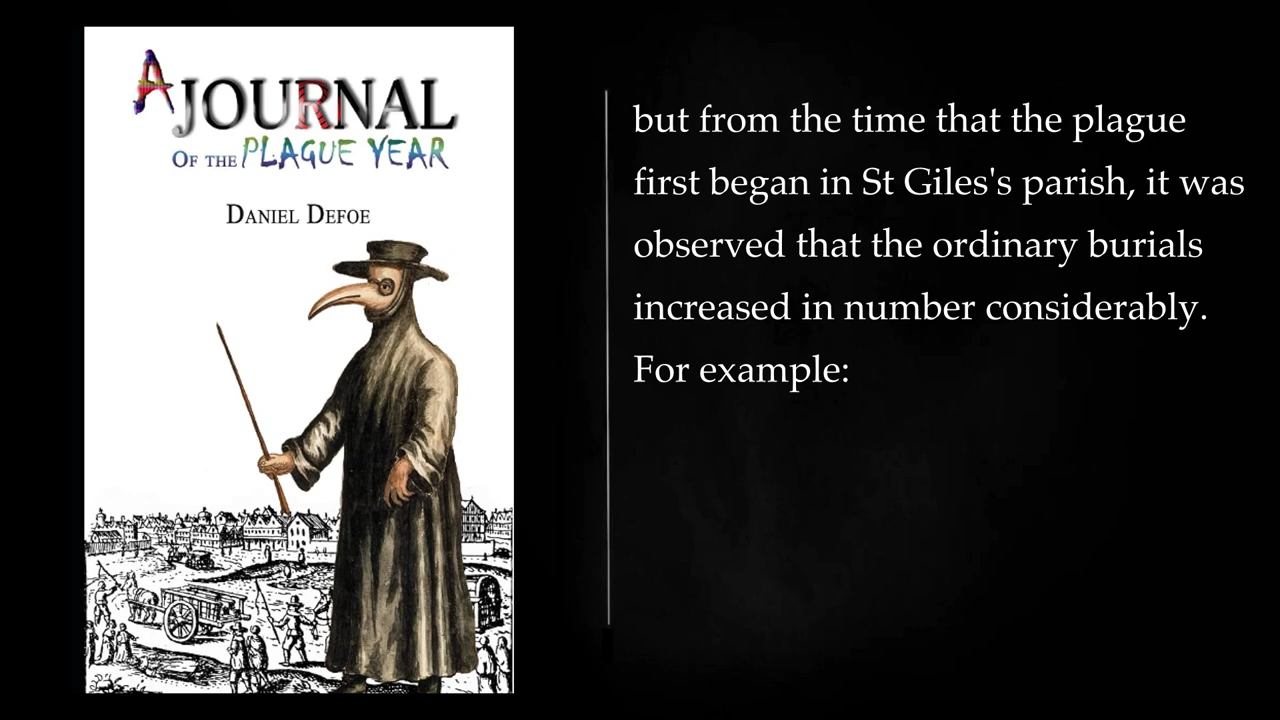 A JOURNAL
OF THE PLAGUE YEAR
DANIEL DEFOE
but from the time that the plague
first began in St Giles's parish, it was
observed that the ordinary burials
increased in number considerably.
For example: